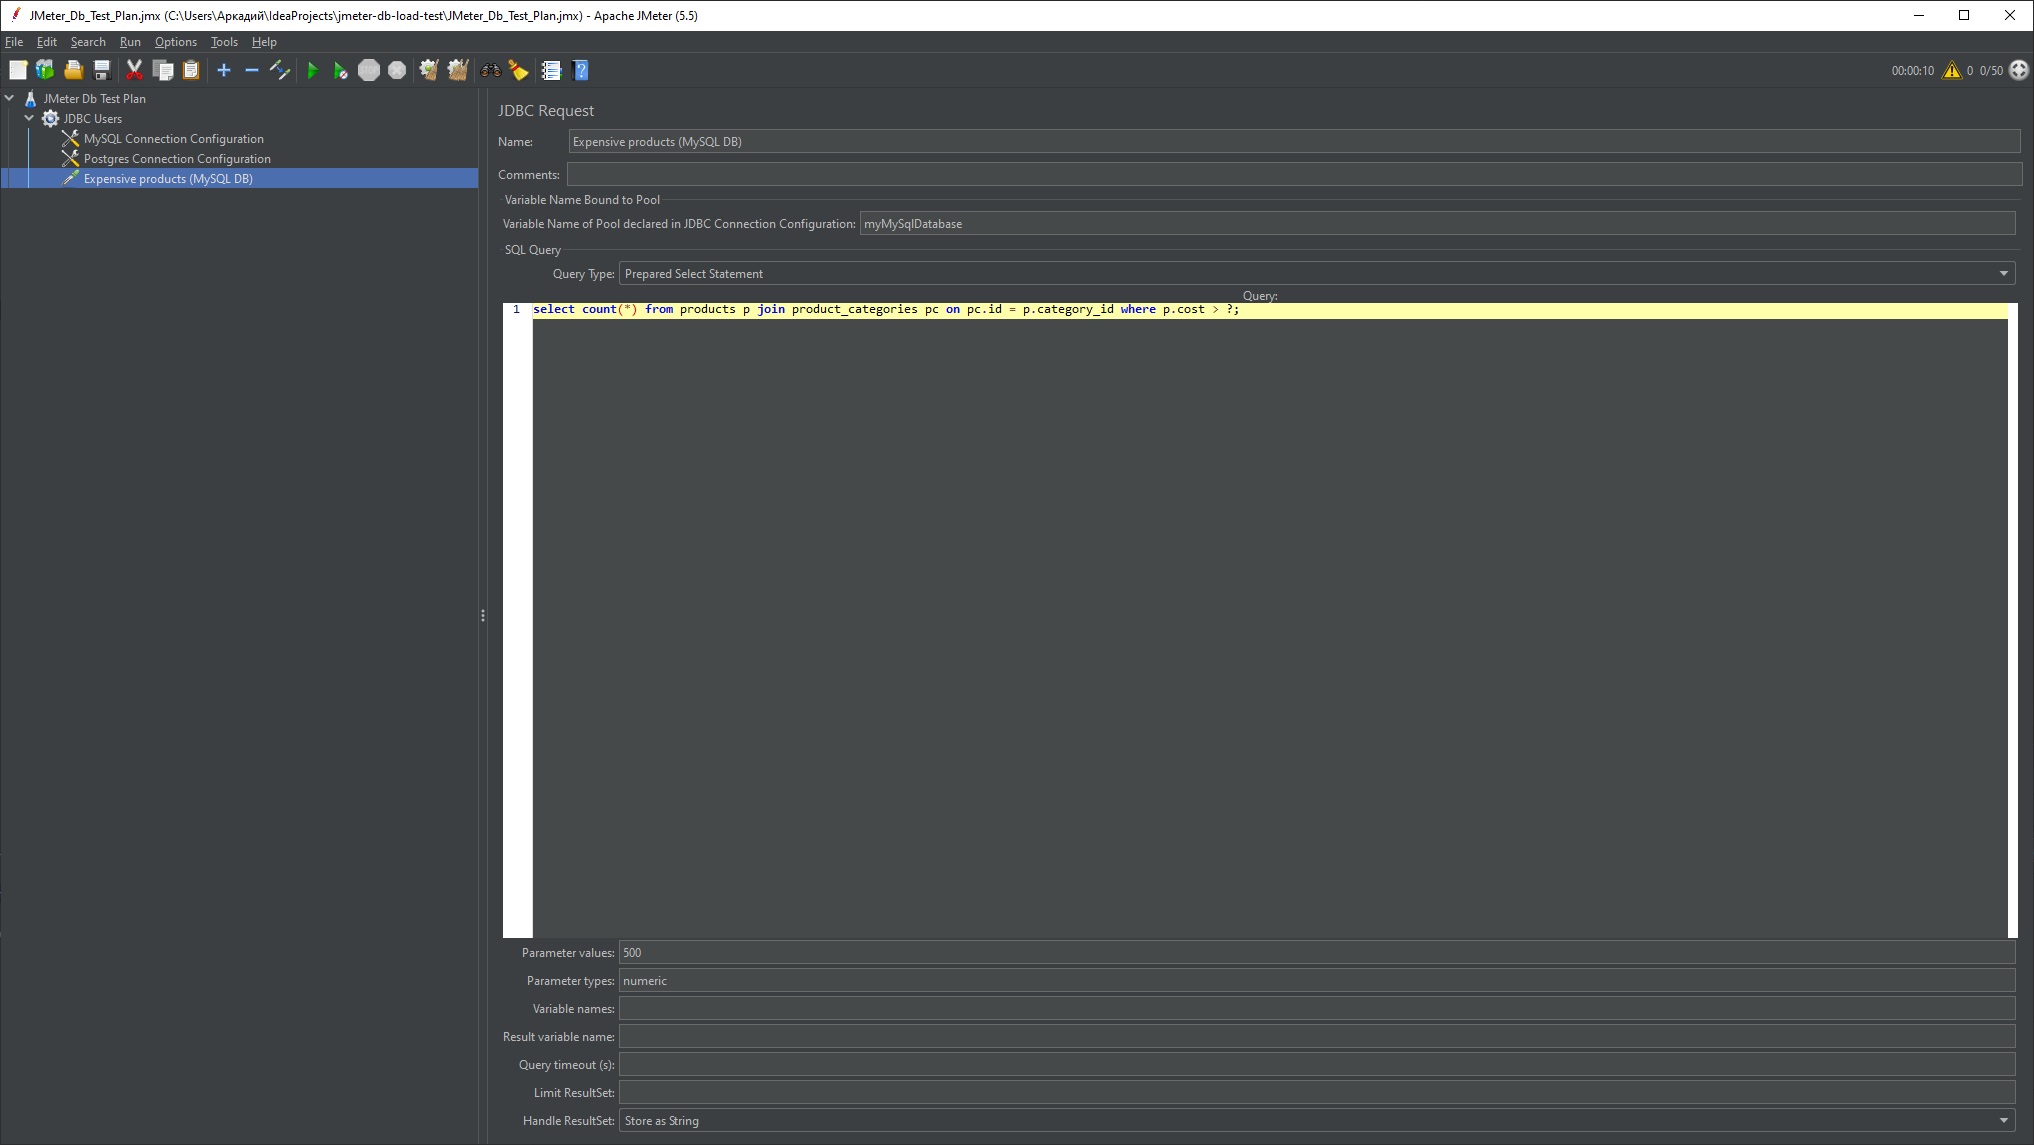 JMeter_Db_Test_Plan.jmx (C:\Users\Аркадий\IdeaProjects\jmeter-db-load-test\JMeter_Db_Test_Plan.jmx) - Apache JMeter (5.5)
File Edit Search Run Options Tools Help
STOP 00:00:10 0 0/50
JMeter Db Test Plan
JDBC Users
MySQL Connection Configuration
Postgres Connection Configuration
Expensive products (MySQL DB)
JDBC Request
Name: Expensive products (MySQL DB)
Comments:
Variable Name Bound to Pool
Variable Name of Pool declared in JDBC Connection Configuration: myMySqlDatabase
SQL Query
Query Type: Prepared Select Statement
Query:
1 select count(*) from products p join product_categories pc on pc.id = p.category_id where p.cost > ?;
Parameter values: 500
Parameter types: numeric
Variable names:
Result variable name:
Query timeout (s):
Limit ResultSet:
Handle ResultSet: Store as String